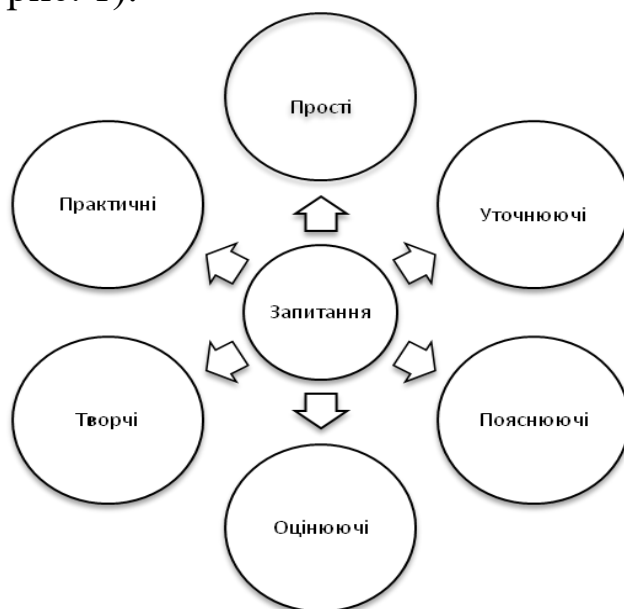 рис. 1).
Прості
Практичні
Уточнюючі
Запитання
Творчі
Пояснюючі
Оцінюючі